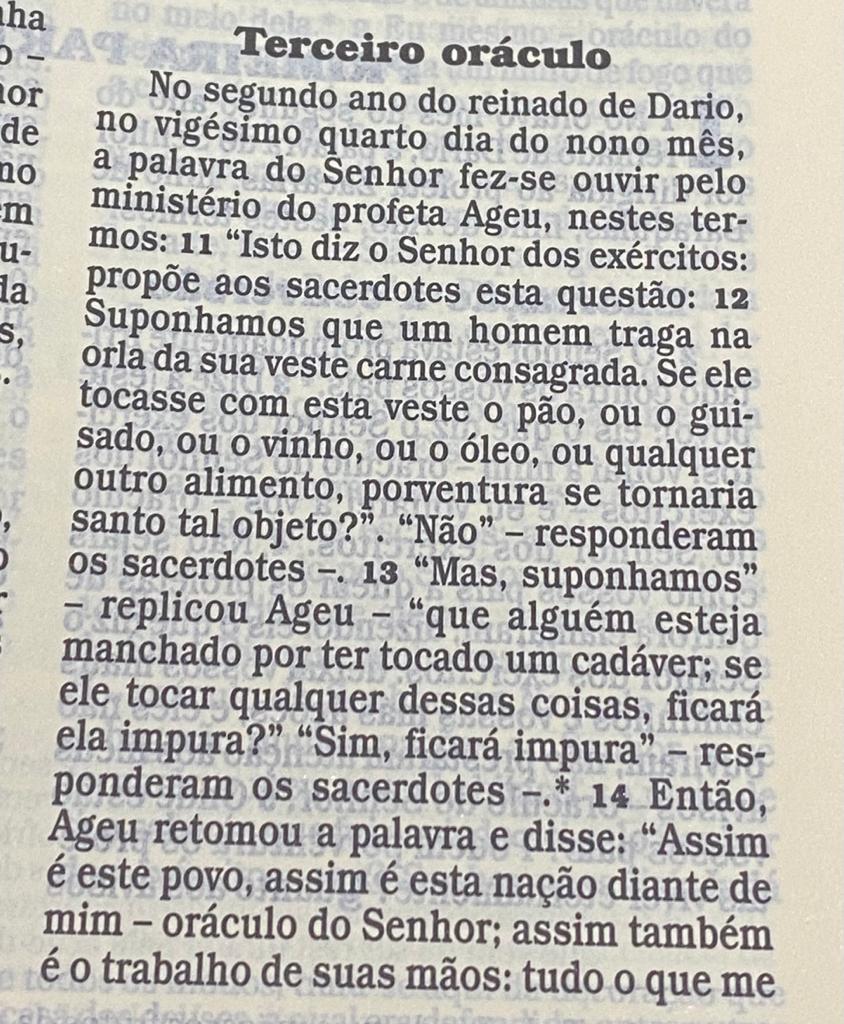 Terceiro oráculo
No segundo ano do reinado de Dario,
no vigésimo quarto dia do nono mês,
a palavra do Senhor fez-se ouvir pelo
ministério do profeta Ageu, nestes ter-
mos: 11 “Isto diz o Senhor dos exércitos:
propõe aos sacerdotes esta questão: 12
Suponhamos que um homem traga na
orla da sua veste carne consagrada. Se ele
tocasse com esta veste o pão, ou o gui-
sado, ou o vinho, ou o óleo, ou qualquer
outro alimento, porventura se tornaria
santo tal objeto?”. “Não” – responderam
os sacerdotes –. 13 “Mas, suponhamos”
– replicou Ageu – “que alguém esteja
manchado por ter tocado um cadáver; se
ele tocar qualquer dessas coisas, ficará
ela impura?” “Sim, ficará impura” – res-
ponderam os sacerdotes –.* 14 Então,
Ageu retomou a palavra e disse: “Assim
é este povo, assim é esta nação diante de
mim – oráculo do Senhor; assim também
é o trabalho de suas mãos: tudo o que me